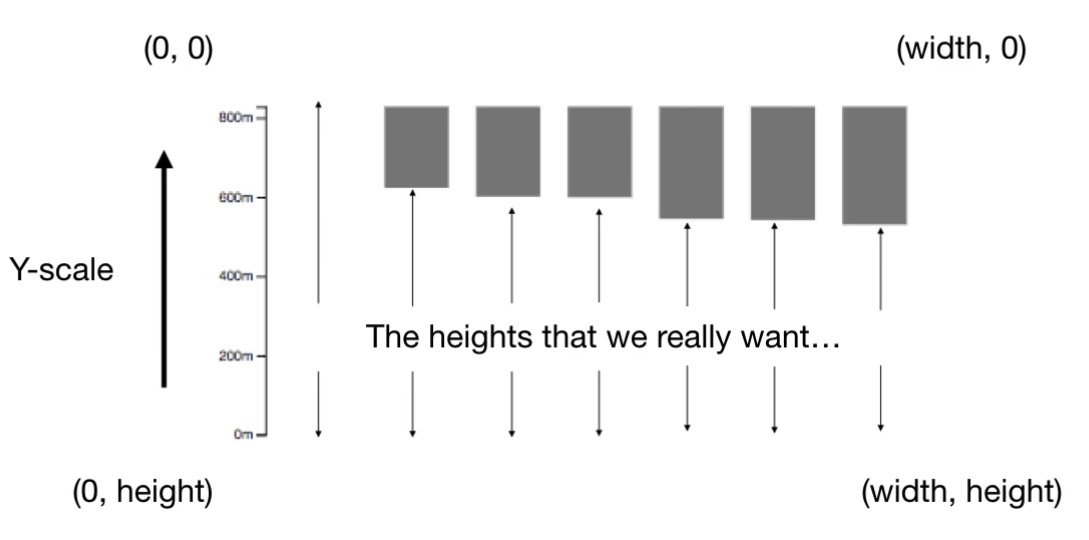 (0, 0)
(width, 0)
800m
600m
400m
200m
0m
Y-scale
The heights that we really want...
(0, height)
(width, height)